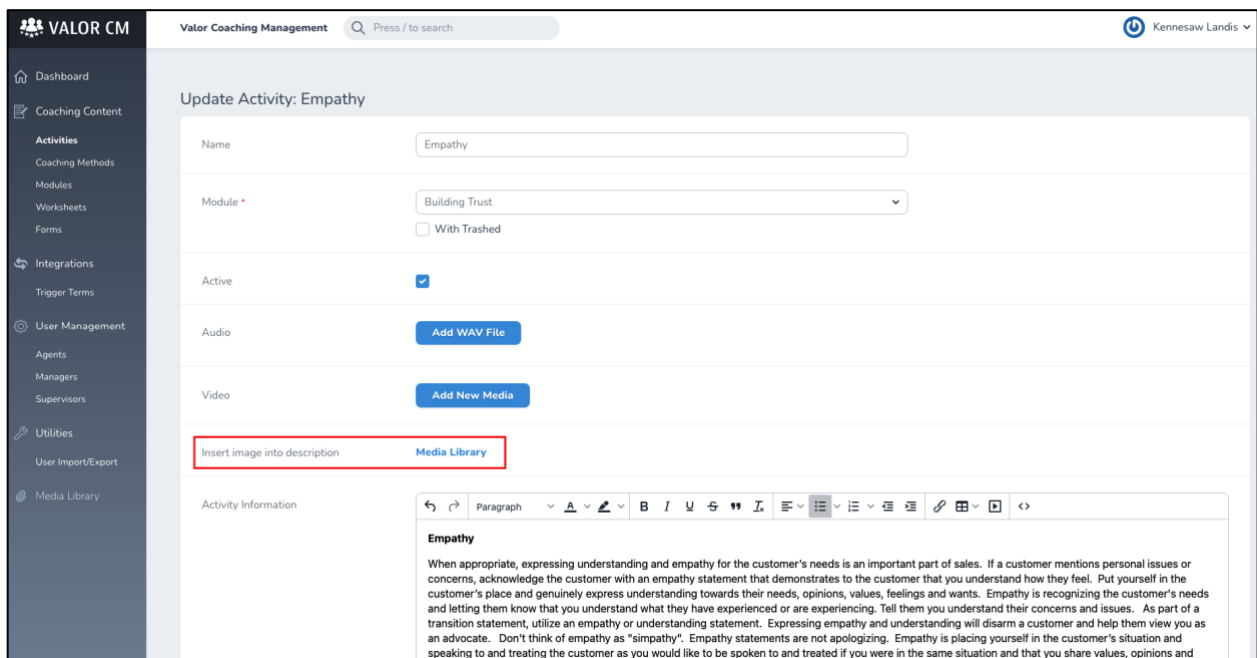 VALOR CM
Valor Coaching Management
Press / to search
Kennesaw Landis
Dashboard
Coaching Content
Activities
Coaching Methods
Modules
Worksheets
Forms
Integrations
Trigger Terms
User Management
Agents
Managers
Supervisors
Utilities
User Import/Export
Media Library
Update Activity: Empathy
Name
Empathy
Module *
Building Trust
With Trashed
Active
Audio
Add WAV File
Video
Add New Media
Insert image into description
Media Library
Activity Information
Paragraph
A
B I U S
Empathy
When appropriate, expressing understanding and empathy for the customer's needs is an important part of sales. If a customer mentions personal issues or
concerns, acknowledge the customer with an empathy statement that demonstrates to the customer that you understand how they feel. Put yourself in the
customer's place and genuinely express understanding towards their needs, opinions, values, feelings and wants. Empathy is recognizing the customer's needs
and letting them know that you understand what they have experienced or are experiencing. Tell them you understand their concerns and issues. As part of a
transition statement, utilize an empathy or understanding statement. Expressing empathy and understanding will disarm a customer and help them view you as
an advocate. Don't think of empathy as "simpathy". Empathy statements are not apologizing. Empathy is placing yourself in the customer's situation and
speaking to and treating the customer as you would like to be spoken to and treated if you were in the same situation and that you share values, opinions and